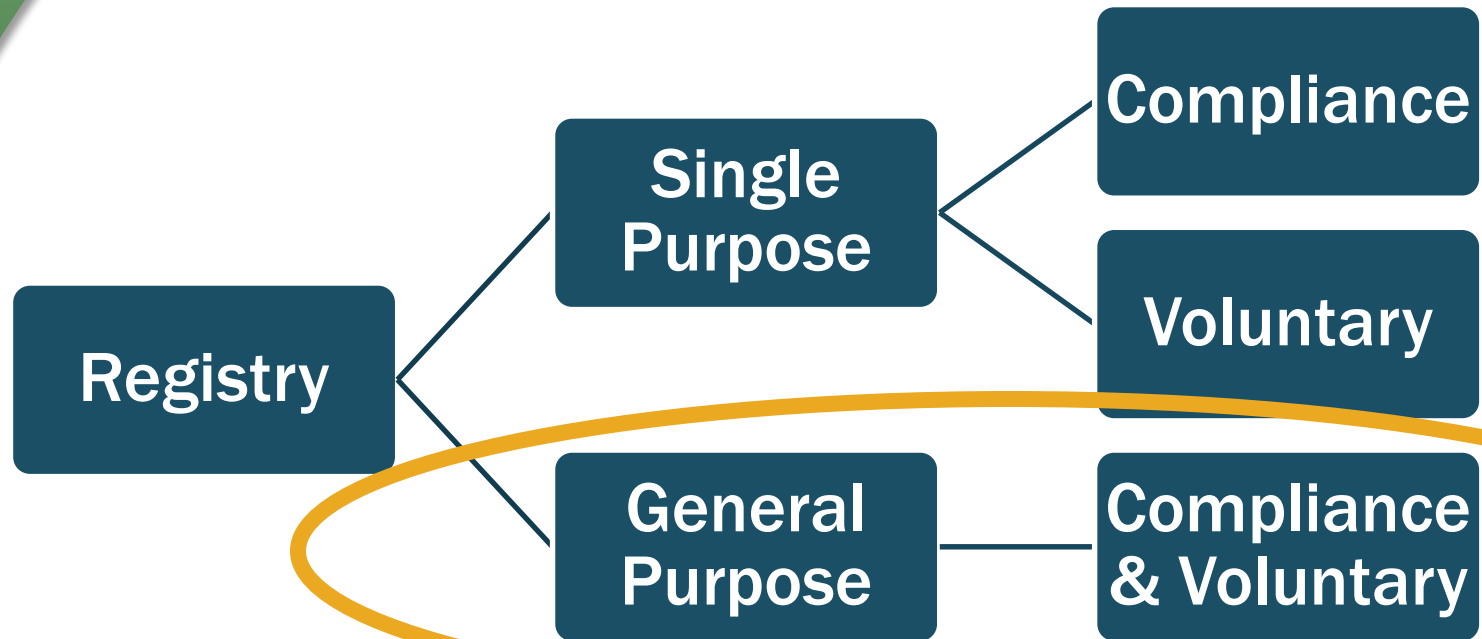 Registry
Single
Purpose
Compliance
Voluntary
General
Purpose
Compliance
& Voluntary